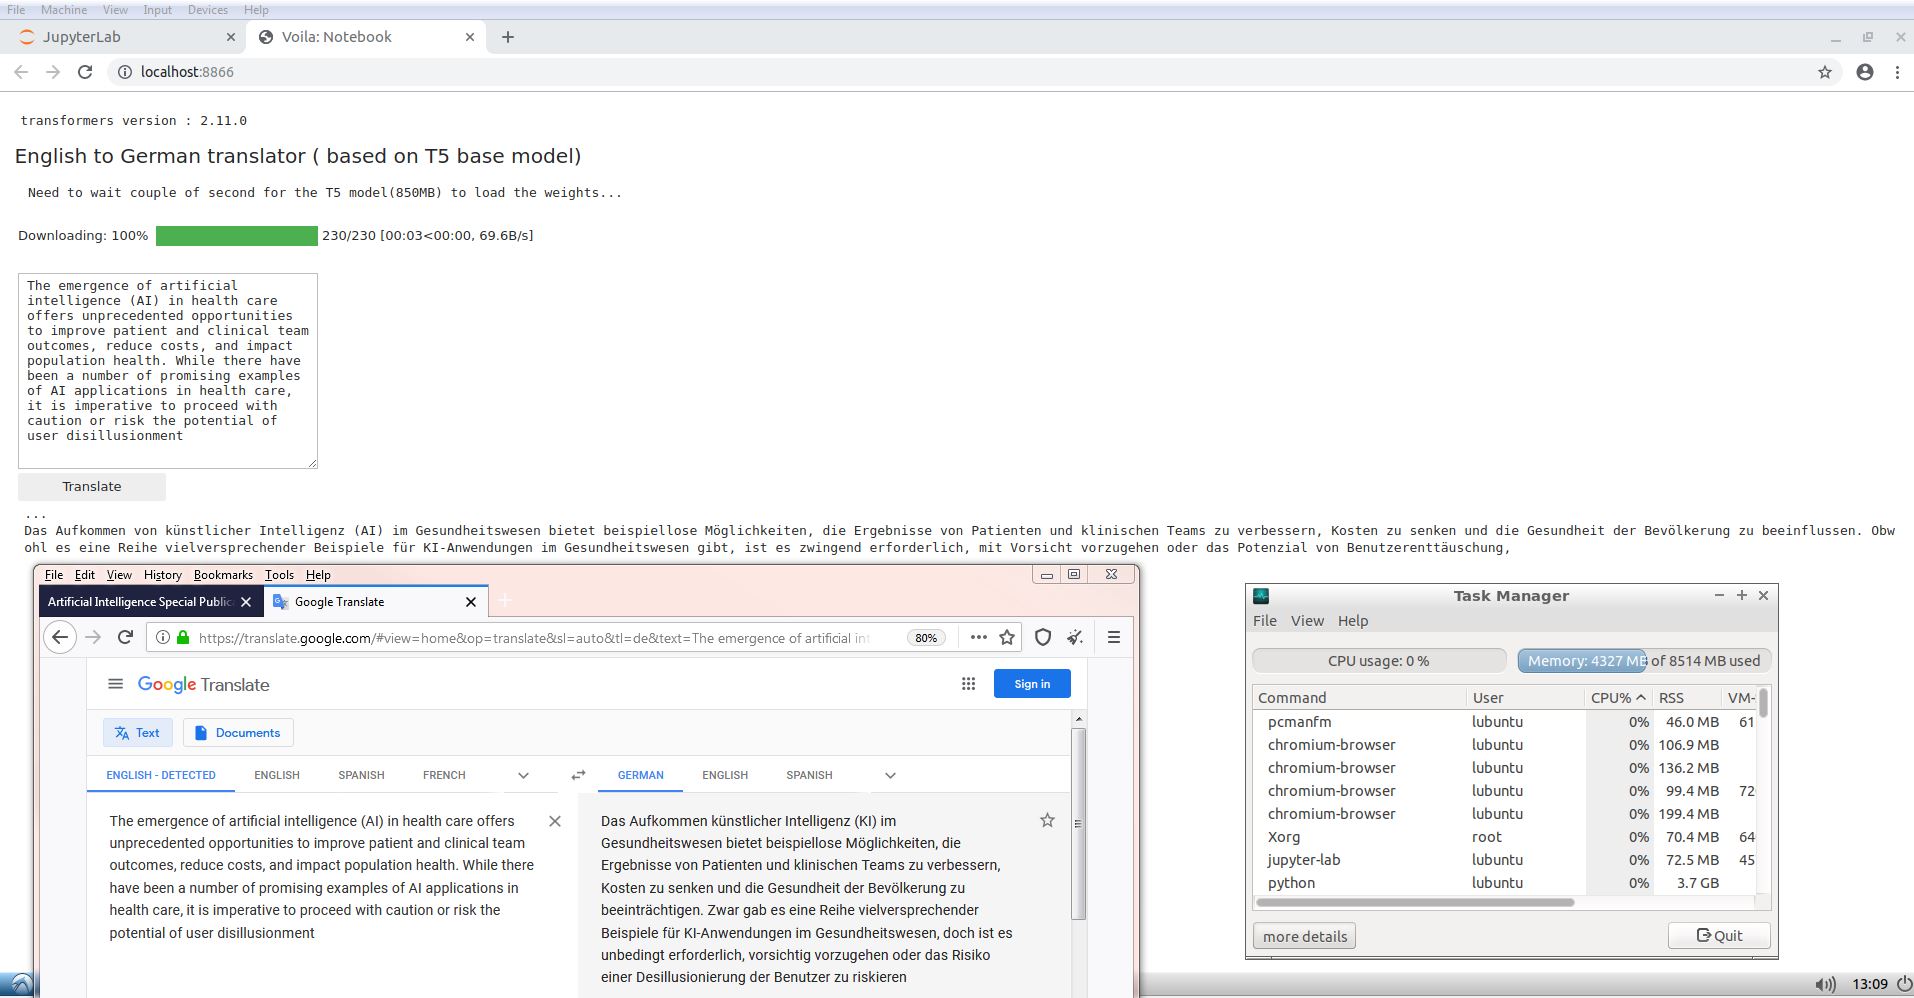 File Machine View Input Devices Help
JupyterLab
Voila: Notebook
localhost:8866
transformers version : 2.11.0
English to German translator ( based on T5 base model)
Need to wait couple of second for the T5 model(850MB) to load the weights...
Downloading: 100% 230/230 [00:03<00:00, 69.6B/s]
The emergence of artificial
intelligence (AI) in health care
offers unprecedented opportunities
to improve patient and clinical team
outcomes, reduce costs, and impact
population health. While there have
been a number of promising examples
of AI applications in health care,
it is imperative to proceed with
caution or risk the potential of
user disillusionment
Translate
...
Das Aufkommen von künstlicher Intelligenz (AI) im Gesundheitswesen bietet beispiellose Möglichkeiten, die Ergebnisse von Patienten und klinischen Teams zu verbessern, Kosten zu senken und die Gesundheit der Bevölkerung zu beeinflussen. Obw
ohl es eine Reihe vielversprechender Beispiele für KI-Anwendungen im Gesundheitswesen gibt, ist es zwingend erforderlich, mit Vorsicht vorzugehen oder das Potenzial von Benutzerenttäuschung,
File Edit View History Bookmarks Tools Help
Artificial Intelligence Special Public
Google Translate
https://translate.google.com/#view=home&op=translate&sl=auto&tl=de&text=The emergence of artificial int
80%
Google Translate
Sign in
Text
Documents
ENGLISH - DETECTED ENGLISH SPANISH FRENCH
GERMAN ENGLISH SPANISH
The emergence of artificial intelligence (AI) in health care offers
unprecedented opportunities to improve patient and clinical team
outcomes, reduce costs, and impact population health. While there
have been a number of promising examples of AI applications in
health care, it is imperative to proceed with caution or risk the
potential of user disillusionment
Das Aufkommen künstlicher Intelligenz (KI) im
Gesundheitswesen bietet beispiellose Möglichkeiten, die
Ergebnisse von Patienten und klinischen Teams zu verbessern,
Kosten zu senken und die Gesundheit der Bevölkerung zu
beeinträchtigen. Zwar gab es eine Reihe vielversprechender
Beispiele für KI-Anwendungen im Gesundheitswesen, doch ist es
unbedingt erforderlich, vorsichtig vorzugehen oder das Risiko
einer Desillusionierung der Benutzer zu riskieren
Task Manager
File View Help
CPU usage: 0 %
Memory: 4327 MB of 8514 MB used
Command User CPU% RSS VM-
pcmanfm lubuntu 0% 46.0 MB 61
chromium-browser lubuntu 0% 106.9 MB
chromium-browser lubuntu 0% 136.2 MB
chromium-browser lubuntu 0% 99.4 MB 72
chromium-browser lubuntu 0% 199.4 MB
Xorg root 0% 70.4 MB 64
jupyter-lab lubuntu 0% 72.5 MB 45
python lubuntu 0% 3.7 GB
more details
Quit
13:09